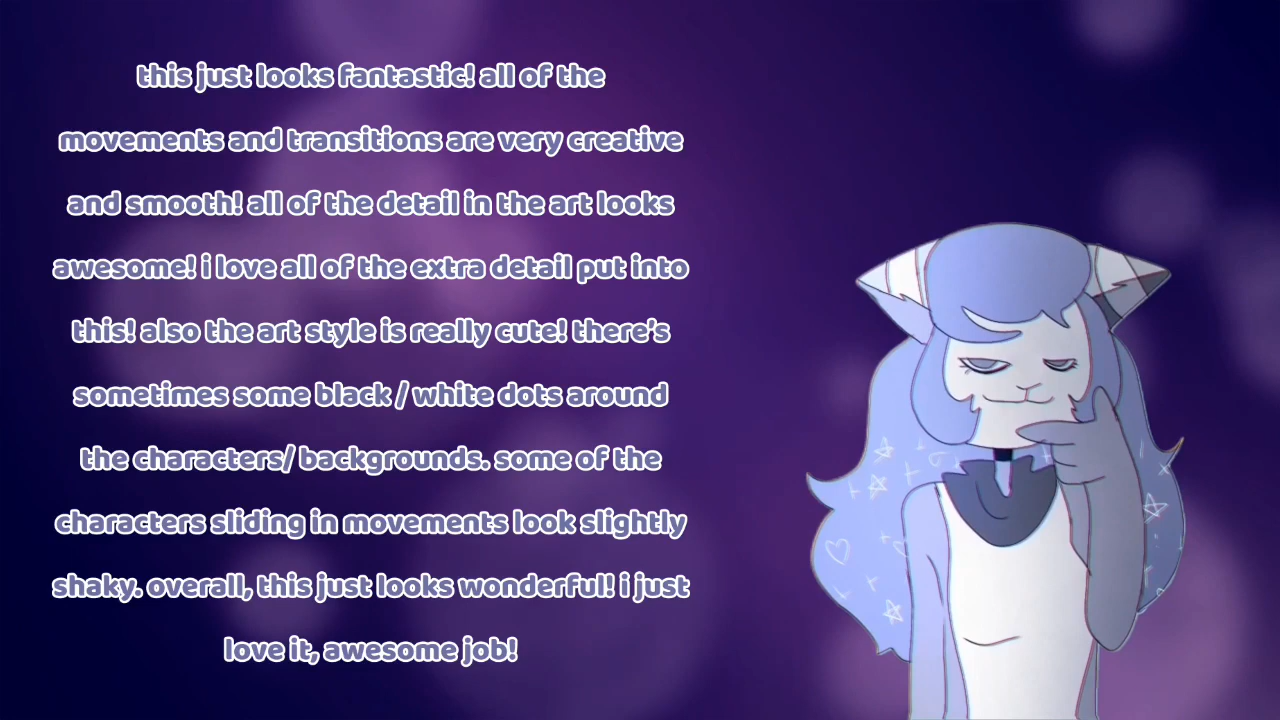 this just looks fantastic! all of the
movements and transitions are very creative
and smooth! all of the detail in the art looks
awesome! i love all of the extra detail put into
this! also the art style is really cute! there's
sometimes some black / white dots around
the characters/ backgrounds. some of the
characters sliding in movements look slightly
shaky. overall, this just looks wonderful! i just
love it, awesome job!